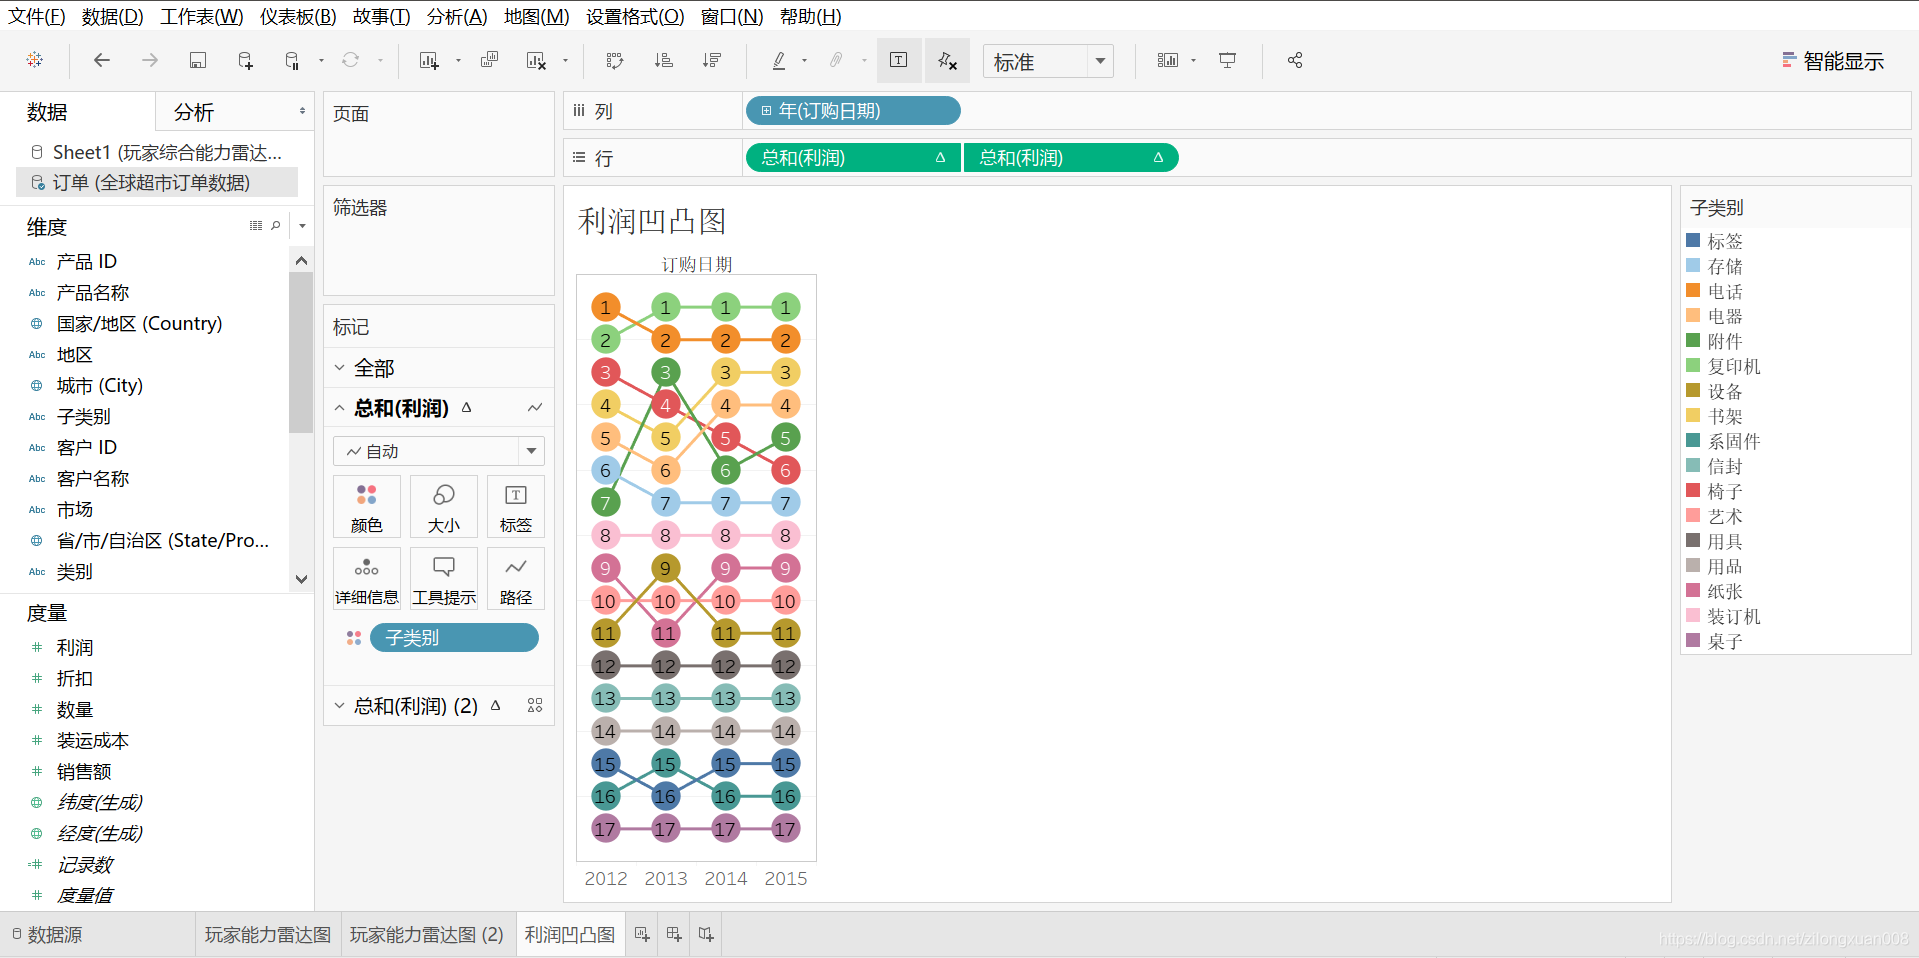 文件(F) 数据(D) 工作表(W) 仪表板(B) 故事(T) 分析(A) 地图(M) 设置格式(O) 窗口(N) 帮助(H)
标准
智能显示
数据 分析
Sheet1 (玩家综合能力雷达...
订单 (全球超市订单数据)
维度
Abc 产品 ID
Abc 产品名称
国家/地区 (Country)
Abc 地区
城市 (City)
Abc 子类别
Abc 客户 ID
Abc 客户名称
Abc 市场
省/市/自治区 (State/Pro...
Abc 类别
度量
利润
折扣
数量
装运成本
销售额
纬度(生成)
经度(生成)
记录数
度量值
页面
筛选器
标记
全部
总和(利润) Δ
自动
颜色 大小 标签
详细信息 工具提示 路径
子类别
总和(利润) (2) Δ
列 年(订购日期)
行 总和(利润) Δ 总和(利润) Δ
利润凹凸图
订购日期
1 1 1 1
2 2 2 2
3 3 3 3
4 4 4 4
5 5 5 5
6 6 6 6
7 7 7 7
8 8 8 8
9 9 9 9
10 10 10 10
11 11 11 11
12 12 12 12
13 13 13 13
14 14 14 14
15 15 15 15
16 16 16 16
17 17 17 17
2012 2013 2014 2015
子类别
标签
存储
电话
电器
附件
复印机
设备
书架
系固件
信封
椅子
艺术
用具
用品
纸张
装订机
桌子
数据源 玩家能力雷达图 玩家能力雷达图 (2) 利润凹凸图
https://blog.csdn.net/zilongxuan008